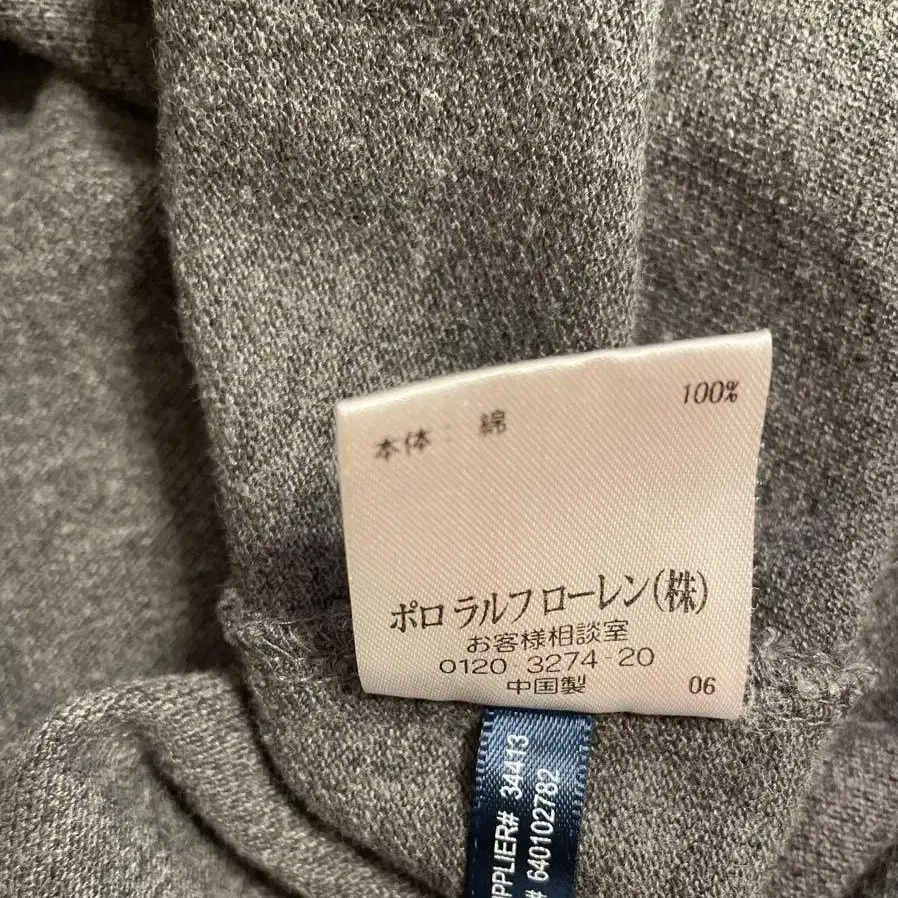 本体： 綿 100%
ポロ ラルフ ローレン(株)
お客様相談室
0120 3274-20
中国製 06
SUPPLIER# 34413
# 640102782